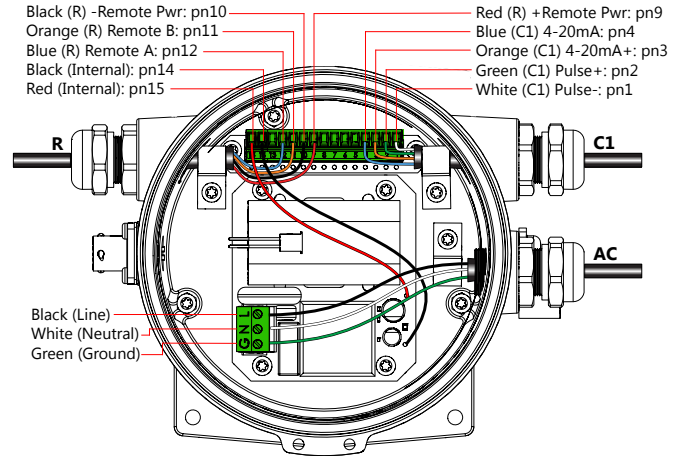 Black (R) -Remote Pwr: pn10
Orange (R) Remote B: pn11
Blue (R) Remote A: pn12
Black (Internal): pn14
Red (Internal): pn15
Red (R) +Remote Pwr: pn9
Blue (C1) 4-20mA: pn4
Orange (C1) 4-20mA+: pn3
Green (C1) Pulse+: pn2
White (C1) Pulse-: pn1
R
C1
AC
Black (Line)
White (Neutral)
Green (Ground)
L
N
G